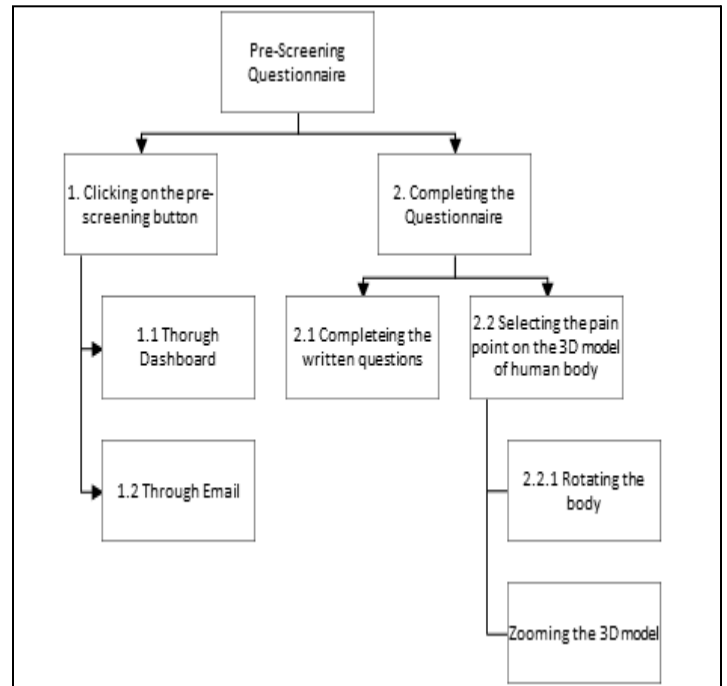 Pre-Screening
Questionnaire
1. Clicking on the pre-
screening button
2. Completing the
Questionnaire
1.1 Thorugh
Dashboard
2.1 Completeing the
written questions
2.2 Selecting the pain
point on the 3D model
of human body
1.2 Through Email
2.2.1 Rotating the
body
Zooming the 3D model